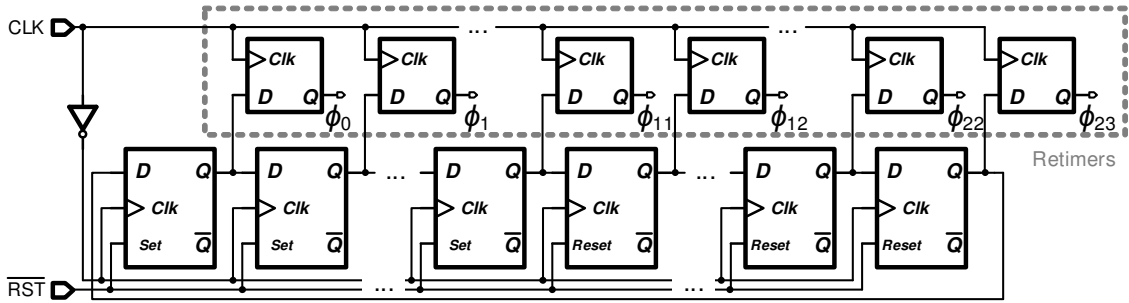 CLK ... ...
Clk Clk Clk Clk Clk Clk
D Q D Q D Q D Q D Q D Q
ϕ0 ϕ1 ϕ11 ϕ12 ϕ22 ϕ23
Retimers
D Q D Q ... D Q D Q ... D Q D Q
Clk Clk Clk Clk Clk Clk
Set Q̅ Set Q̅ Set Q̅ Reset Q̅ Reset Q̅ Reset Q̅
R̅S̅T̅ ... ...